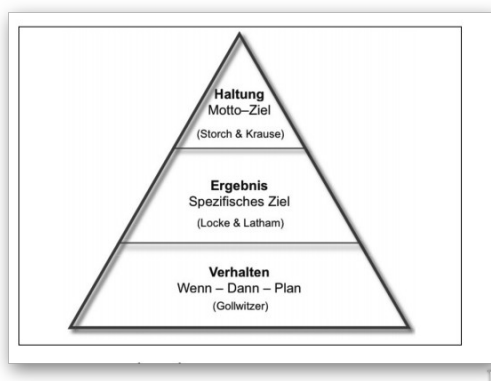 Haltung
Motto–Ziel
(Storch & Krause)
Ergebnis
Spezifisches Ziel
(Locke & Latham)
Verhalten
Wenn – Dann – Plan
(Gollwitzer)